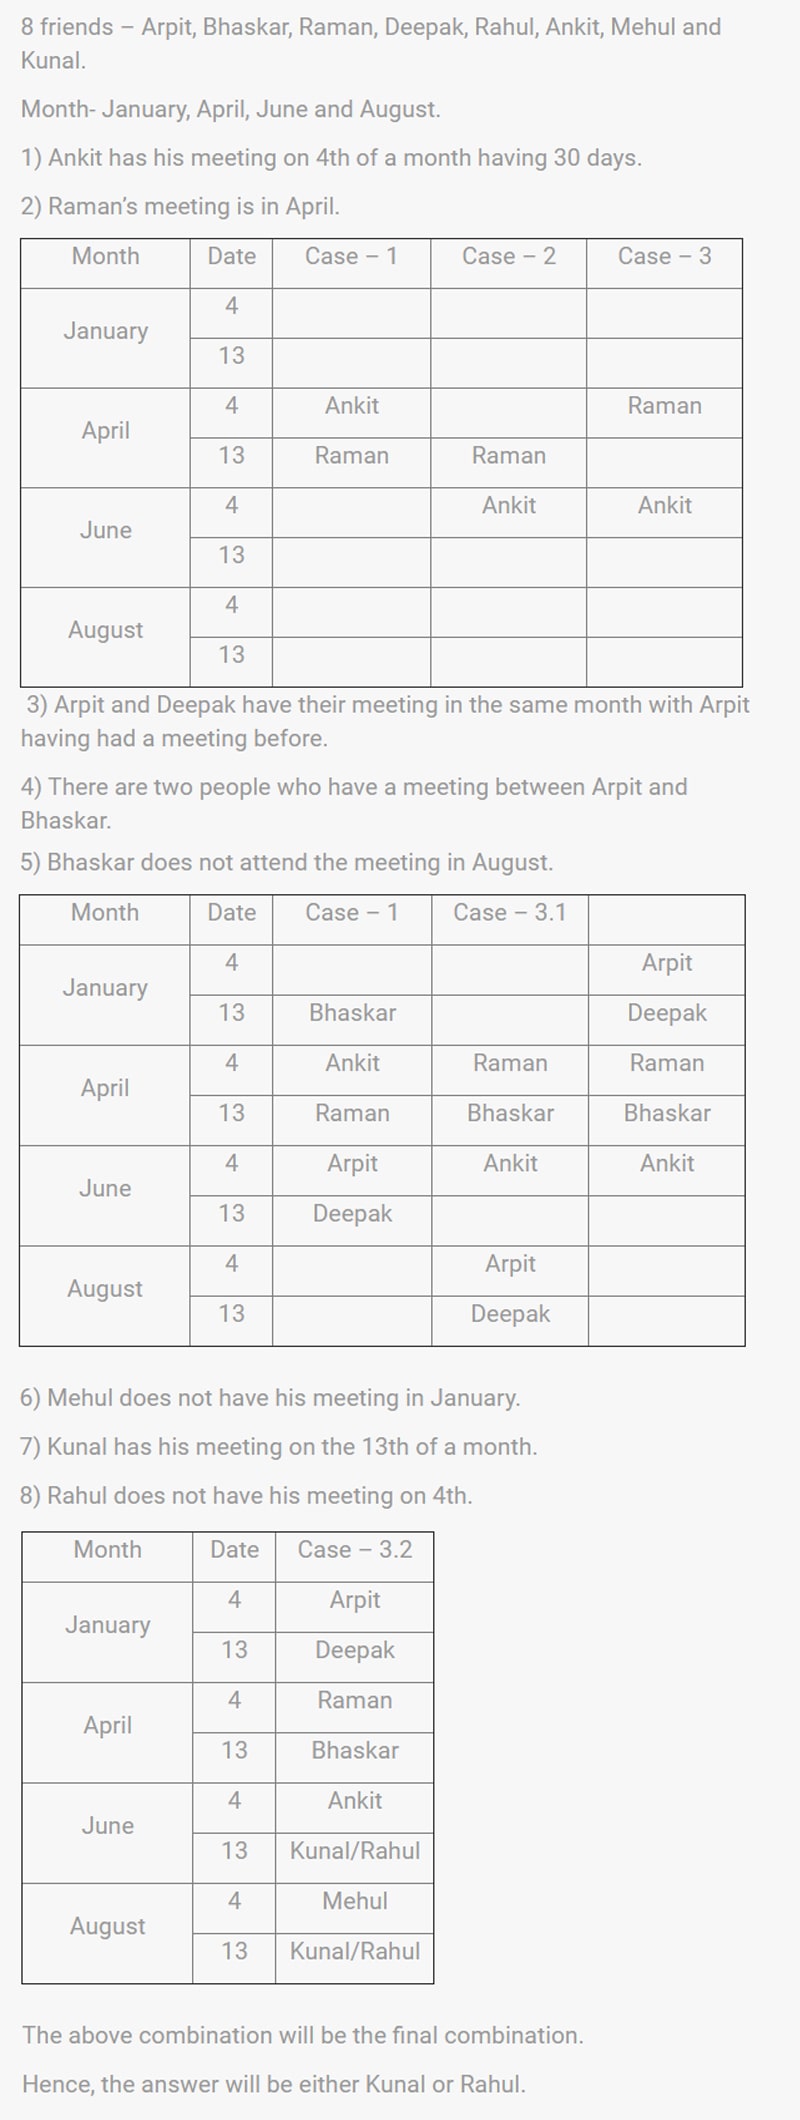 8 friends – Arpit, Bhaskar, Raman, Deepak, Rahul, Ankit, Mehul and
Kunal.
Month- January, April, June and August.
1) Ankit has his meeting on 4th of a month having 30 days.
2) Raman’s meeting is in April.
Month Date Case – 1 Case – 2 Case – 3
January 4
13
April 4 Ankit Raman
13 Raman Raman
June 4 Ankit Ankit
13
August 4
13
3) Arpit and Deepak have their meeting in the same month with Arpit
having had a meeting before.
4) There are two people who have a meeting between Arpit and
Bhaskar.
5) Bhaskar does not attend the meeting in August.
Month Date Case – 1 Case – 3.1
January 4 Arpit
13 Bhaskar Deepak
April 4 Ankit Raman Raman
13 Raman Bhaskar Bhaskar
June 4 Arpit Ankit Ankit
13 Deepak
August 4 Arpit
13 Deepak
6) Mehul does not have his meeting in January.
7) Kunal has his meeting on the 13th of a month.
8) Rahul does not have his meeting on 4th.
Month Date Case – 3.2
January 4 Arpit
13 Deepak
April 4 Raman
13 Bhaskar
June 4 Ankit
13 Kunal/Rahul
August 4 Mehul
13 Kunal/Rahul
The above combination will be the final combination.
Hence, the answer will be either Kunal or Rahul.